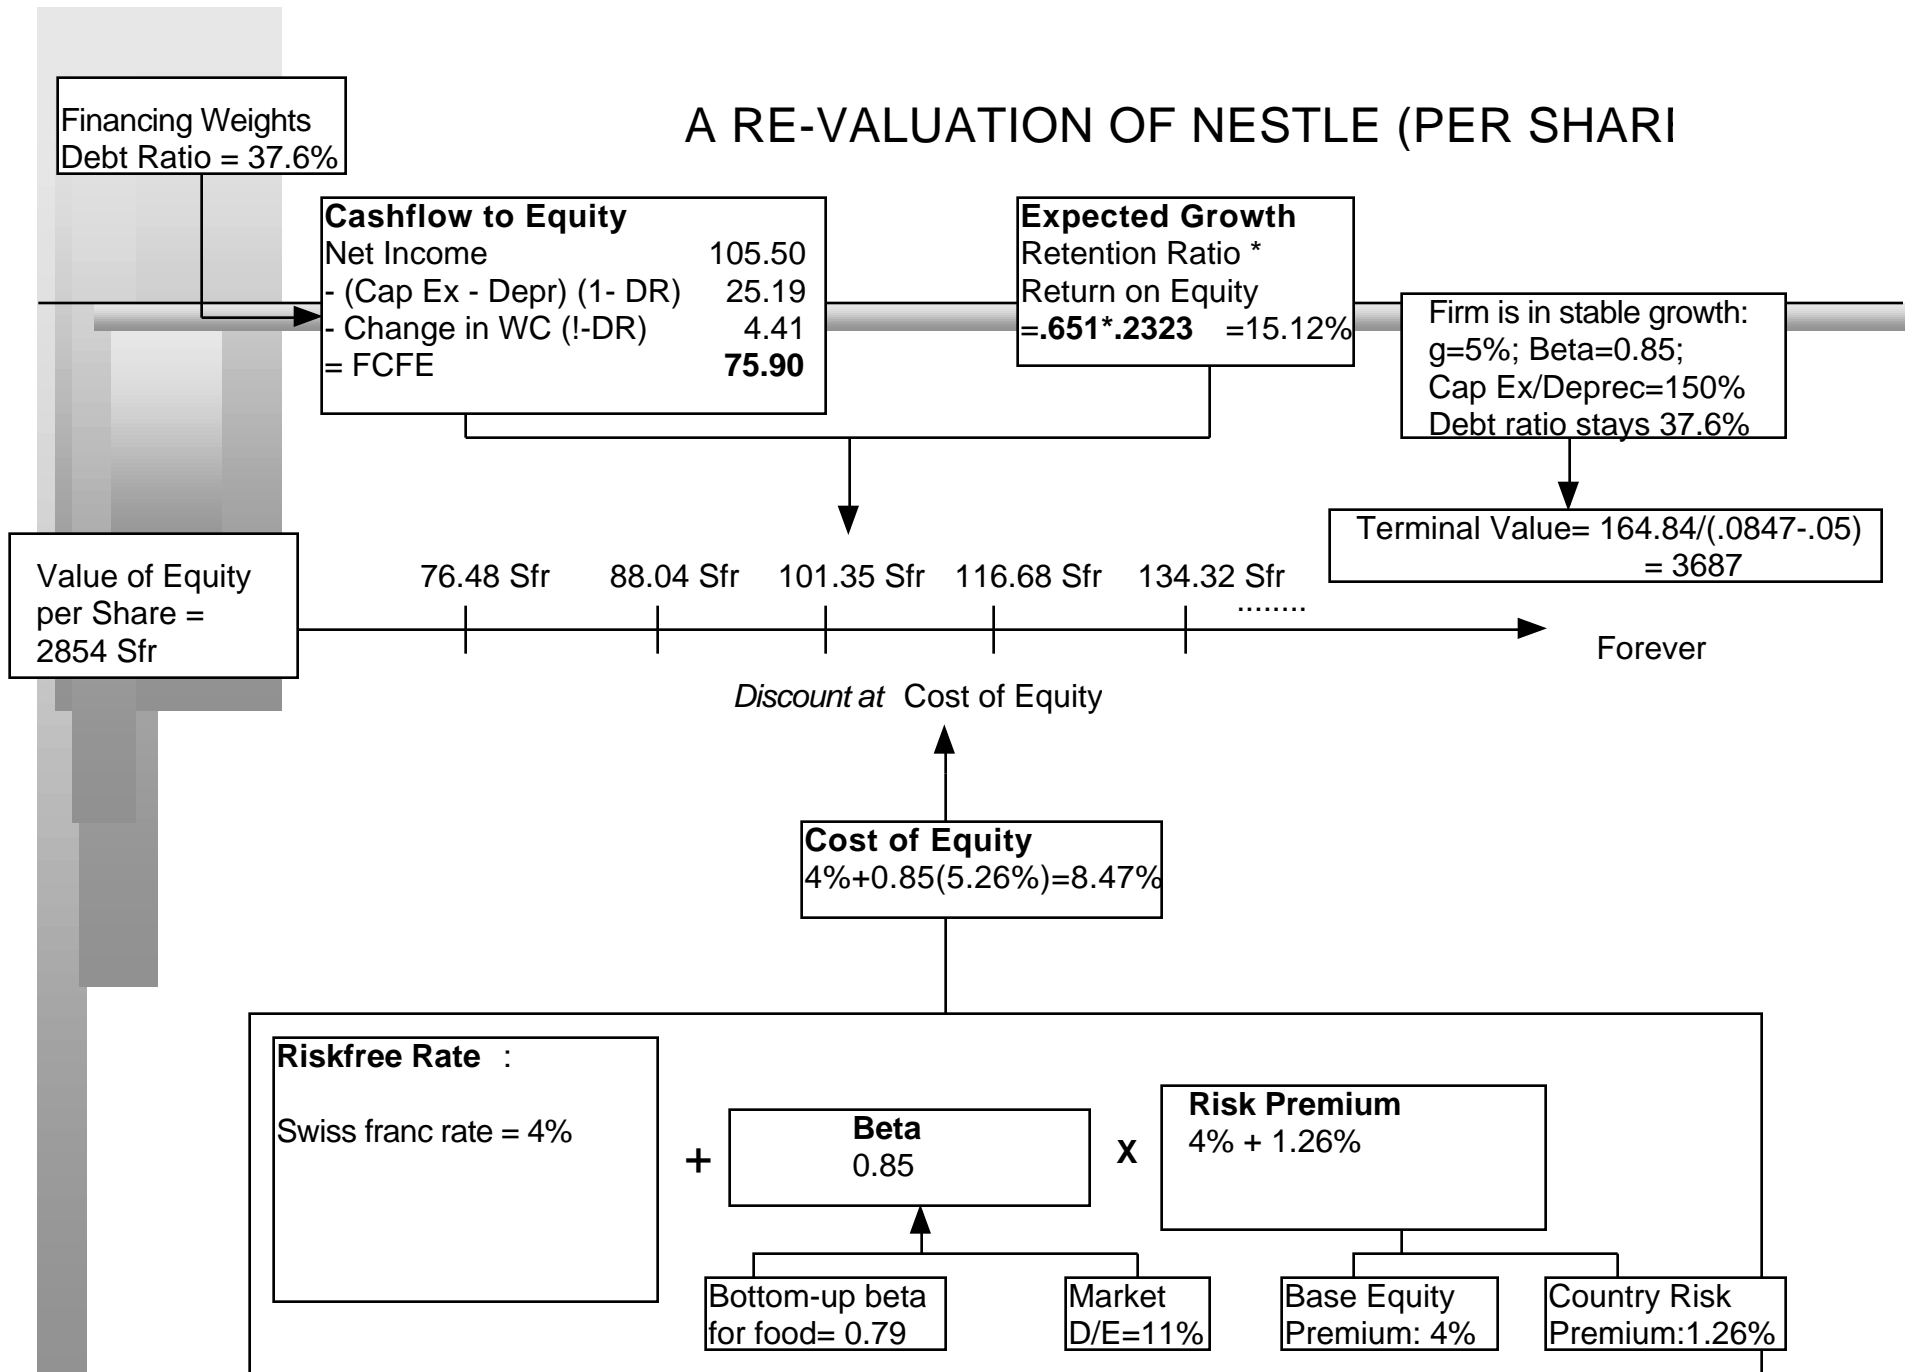 A RE-VALUATION OF NESTLE (PER SHARE
Financing Weights
Debt Ratio = 37.6%
Cashflow to Equity
Net Income 105.50
- (Cap Ex - Depr) (1- DR) 25.19
- Change in WC (!-DR) 4.41
= FCFE 75.90
Expected Growth
Retention Ratio *
Return on Equity
=.651*.2323 =15.12%
Firm is in stable growth:
g=5%; Beta=0.85;
Cap Ex/Deprec=150%
Debt ratio stays 37.6%
Terminal Value= 164.84/(.0847-.05)
= 3687
Value of Equity
per Share =
2854 Sfr
76.48 Sfr 88.04 Sfr 101.35 Sfr 116.68 Sfr 134.32 Sfr
........
Forever
Discount at Cost of Equity
Cost of Equity
4%+0.85(5.26%)=8.47%
Riskfree Rate :
Swiss franc rate = 4%
+
Beta
0.85
X
Risk Premium
4% + 1.26%
Bottom-up beta
for food= 0.79
Market
D/E=11%
Base Equity
Premium: 4%
Country Risk
Premium:1.26%